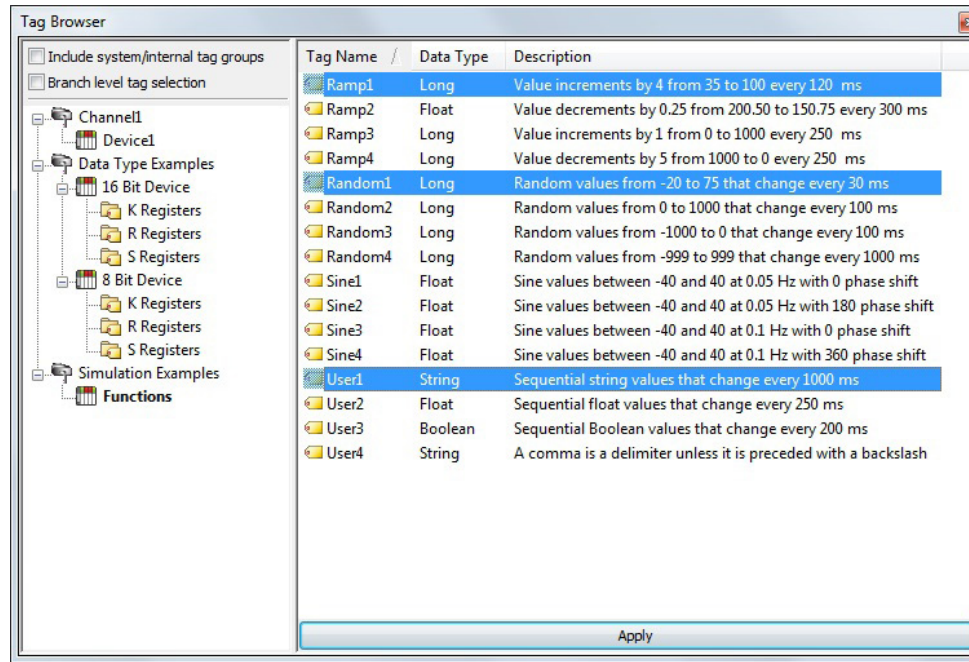 Tag Browser
Include system/internal tag groups
Branch level tag selection
Channel1
Device1
Data Type Examples
16 Bit Device
K Registers
R Registers
S Registers
8 Bit Device
K Registers
R Registers
S Registers
Simulation Examples
Functions
Tag Name / Data Type Description
Ramp1 Long Value increments by 4 from 35 to 100 every 120 ms
Ramp2 Float Value decrements by 0.25 from 200.50 to 150.75 every 300 ms
Ramp3 Long Value increments by 1 from 0 to 1000 every 250 ms
Ramp4 Long Value decrements by 5 from 1000 to 0 every 250 ms
Random1 Long Random values from -20 to 75 that change every 30 ms
Random2 Long Random values from 0 to 1000 that change every 100 ms
Random3 Long Random values from -1000 to 0 that change every 100 ms
Random4 Long Random values from -999 to 999 that change every 1000 ms
Sine1 Float Sine values between -40 and 40 at 0.05 Hz with 0 phase shift
Sine2 Float Sine values between -40 and 40 at 0.05 Hz with 180 phase shift
Sine3 Float Sine values between -40 and 40 at 0.1 Hz with 0 phase shift
Sine4 Float Sine values between -40 and 40 at 0.1 Hz with 360 phase shift
User1 String Sequential string values that change every 1000 ms
User2 Float Sequential float values that change every 250 ms
User3 Boolean Sequential Boolean values that change every 200 ms
User4 String A comma is a delimiter unless it is preceded with a backslash
Apply